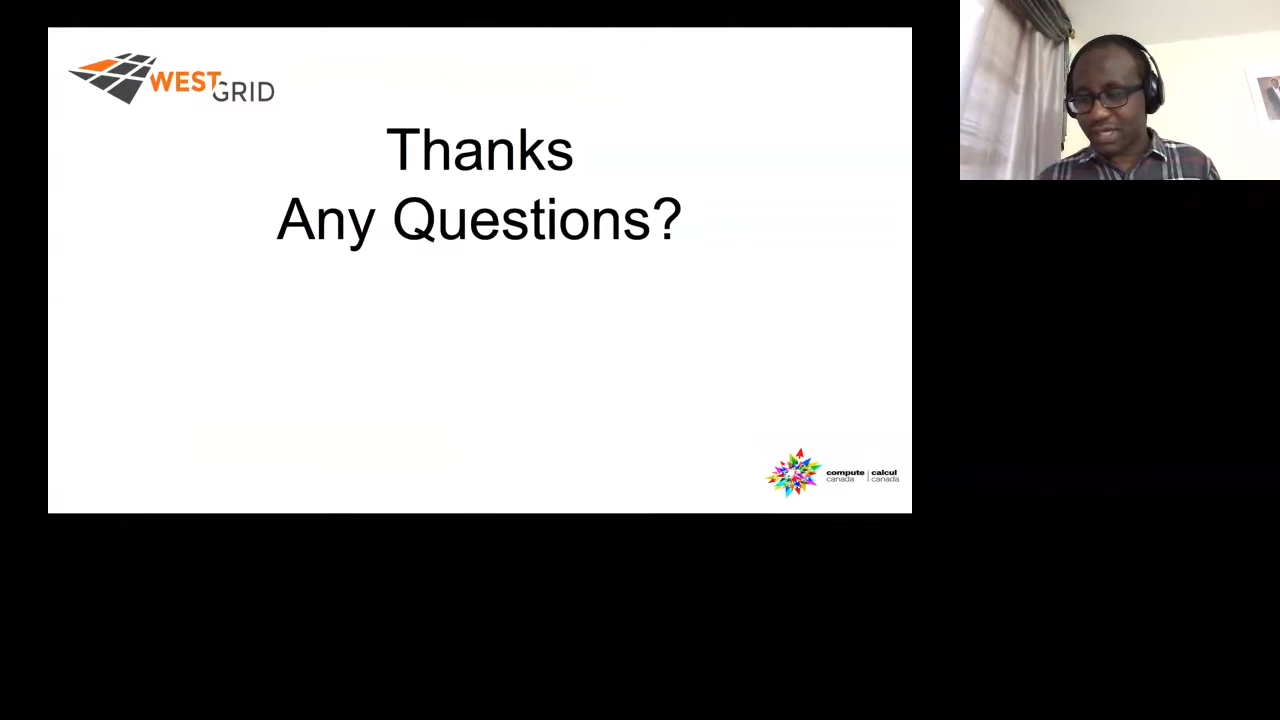 WESTGRID
Thanks
Any Questions?
compute | calcul
canada | canada